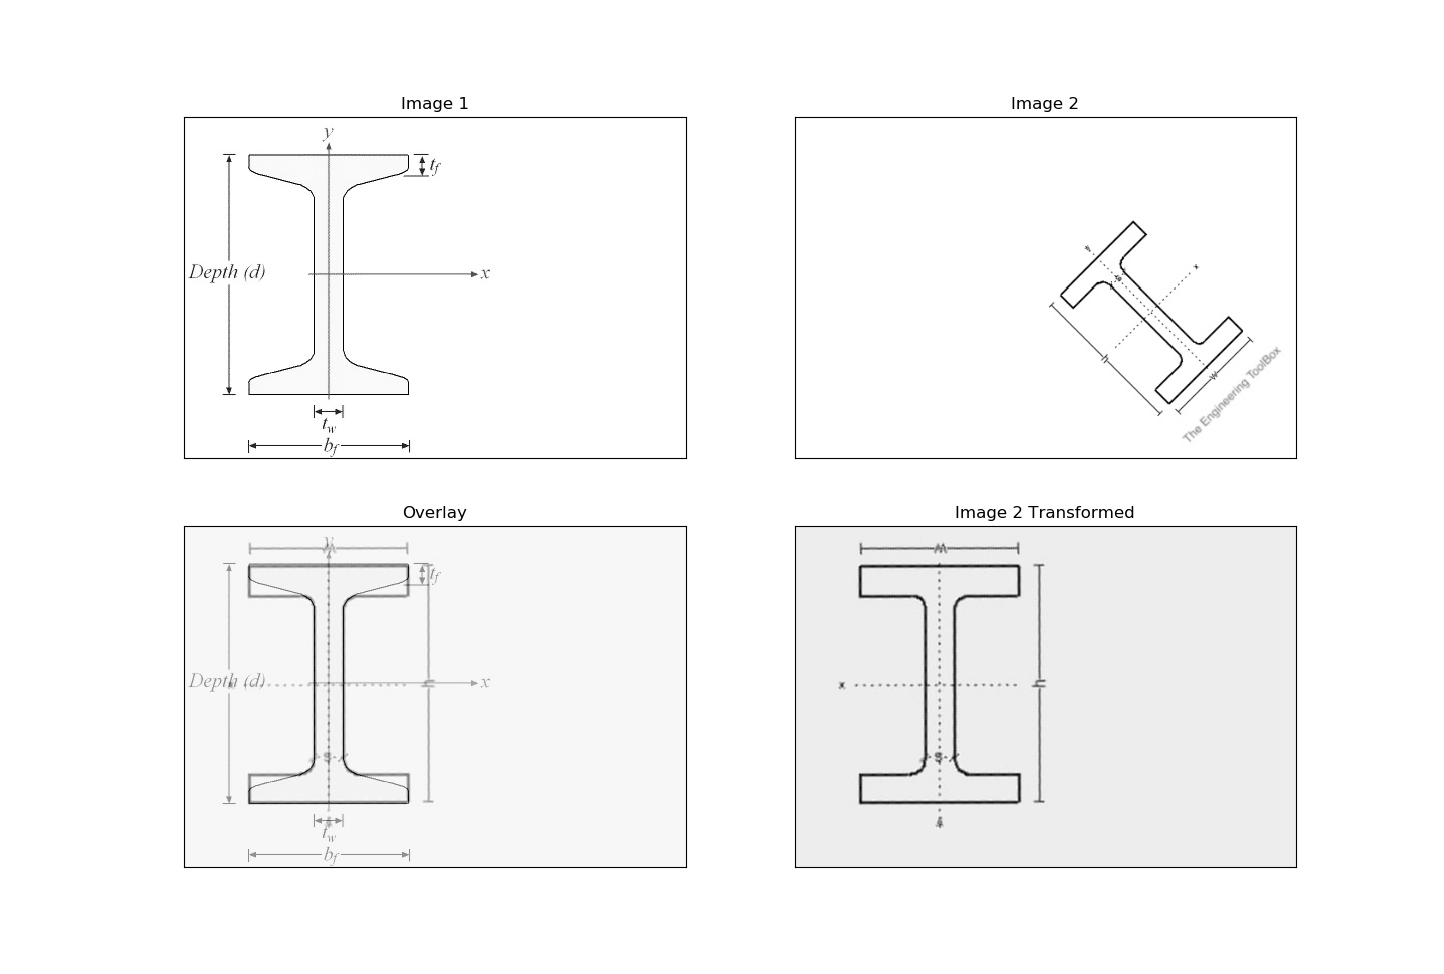 Image 1
y
t_f
Depth (d)
x
t_w
b_f
Image 2
y
s
x
h
w
The Engineering ToolBox
Overlay
y
t_f
Depth (d)
x
s
t_w
b_f
Image 2 Transformed
w
x
h
s
y